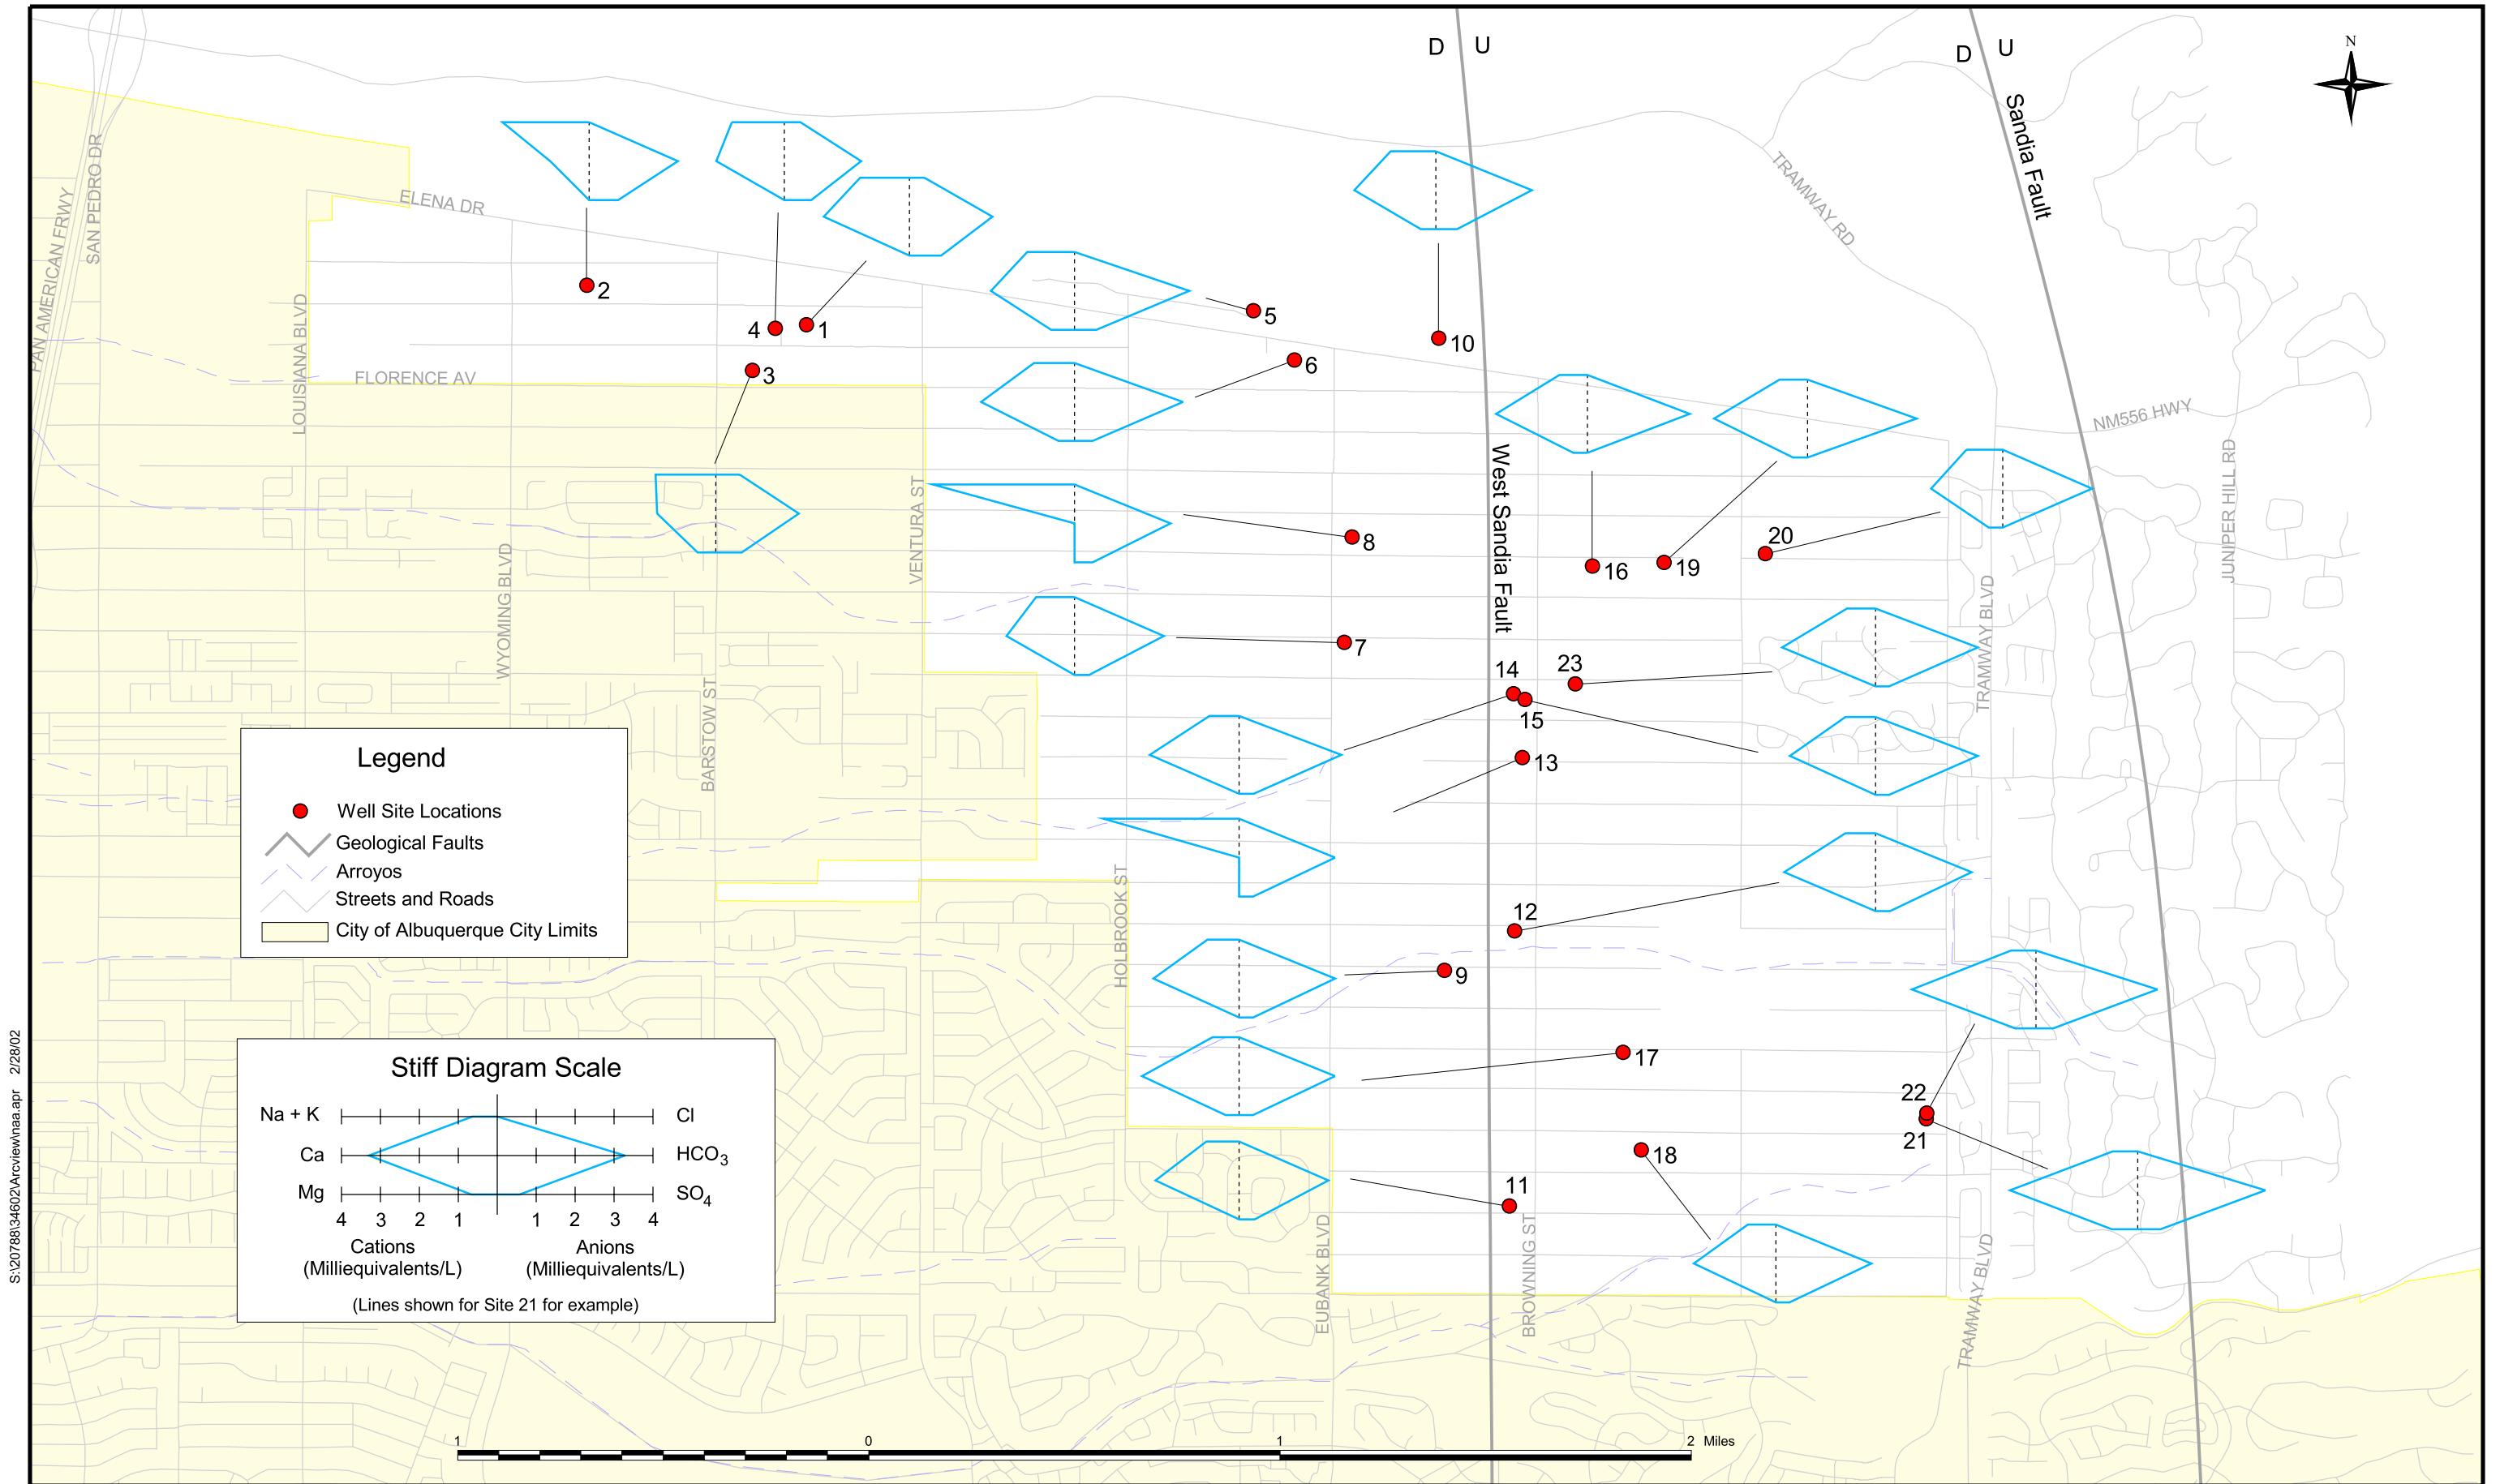 D U
D U
N
Sandia Fault
West Sandia Fault
PAN AMERICAN FRWY
SAN PEDRO DR
ELENA DR
TRAMWAY RD
LOUISIANA BLVD
FLORENCE AV
NM556 HWY
JUNIPER HILL RD
WYOMING BLVD
BARSTOW ST
VENTURA ST
HOLBROOK ST
EUBANK BLVD
BROWNING ST
TRAMWAY BLVD
TRAMWAY BLVD
2
4
1
3
5
6
10
8
7
16
19
20
14
23
15
13
12
9
17
22
21
18
11
Legend
Well Site Locations
Geological Faults
Arroyos
Streets and Roads
City of Albuquerque City Limits
Stiff Diagram Scale
Na + K Cl
Ca HCO3
Mg SO4
4 3 2 1 1 2 3 4
Cations Anions
(Milliequivalents/L) (Milliequivalents/L)
(Lines shown for Site 21 for example)
1 0 1 2 Miles
S:\20788\34602\Arcview\naa.apr 2/28/02